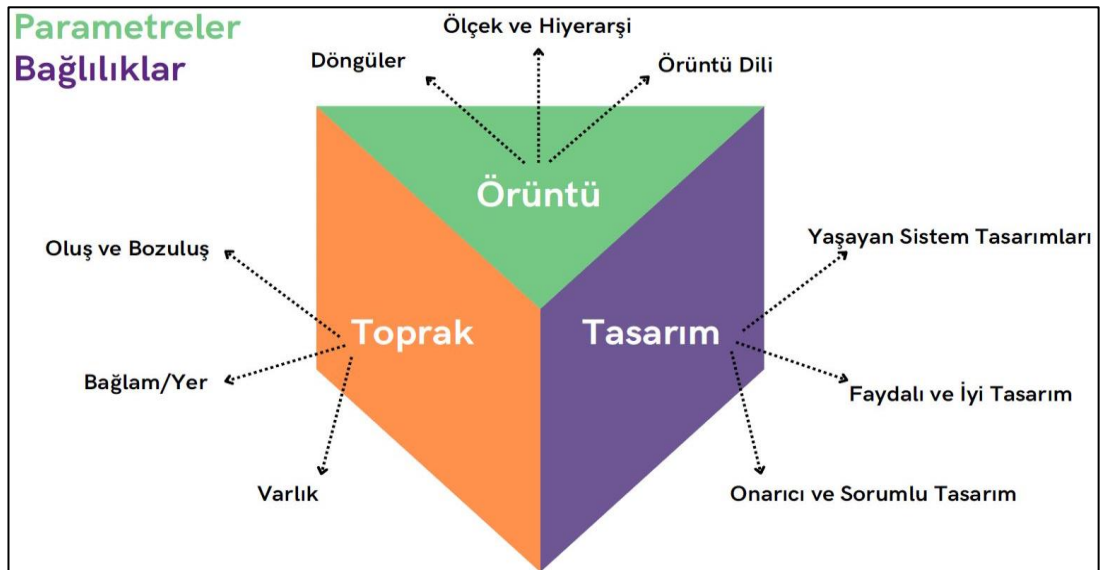 Parametreler
Bağlılıklar
Ölçek ve Hiyerarşi
Döngüler
Örüntü Dili
Örüntü
Oluş ve Bozuluş
Yaşayan Sistem Tasarımları
Toprak
Tasarım
Bağlam/Yer
Faydalı ve İyi Tasarım
Varlık
Onarıcı ve Sorumlu Tasarım